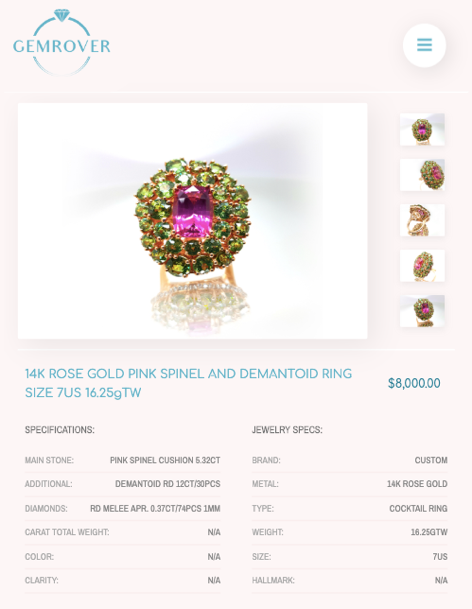 GEMROVER
14K ROSE GOLD PINK SPINEL AND DEMANTOID RING
SIZE 7US 16.25gTW
$8,000.00
SPECIFICATIONS:
MAIN STONE: PINK SPINEL CUSHION 5.32CT
ADDITIONAL: DEMANTOID RD 12CT/30PCS
DIAMONDS: RD MELEE APR. 0.37CT/74PCS 1MM
CARAT TOTAL WEIGHT: N/A
COLOR: N/A
CLARITY: N/A
JEWELRY SPECS:
BRAND: CUSTOM
METAL: 14K ROSE GOLD
TYPE: COCKTAIL RING
WEIGHT: 16.25GTW
SIZE: 7US
HALLMARK: N/A